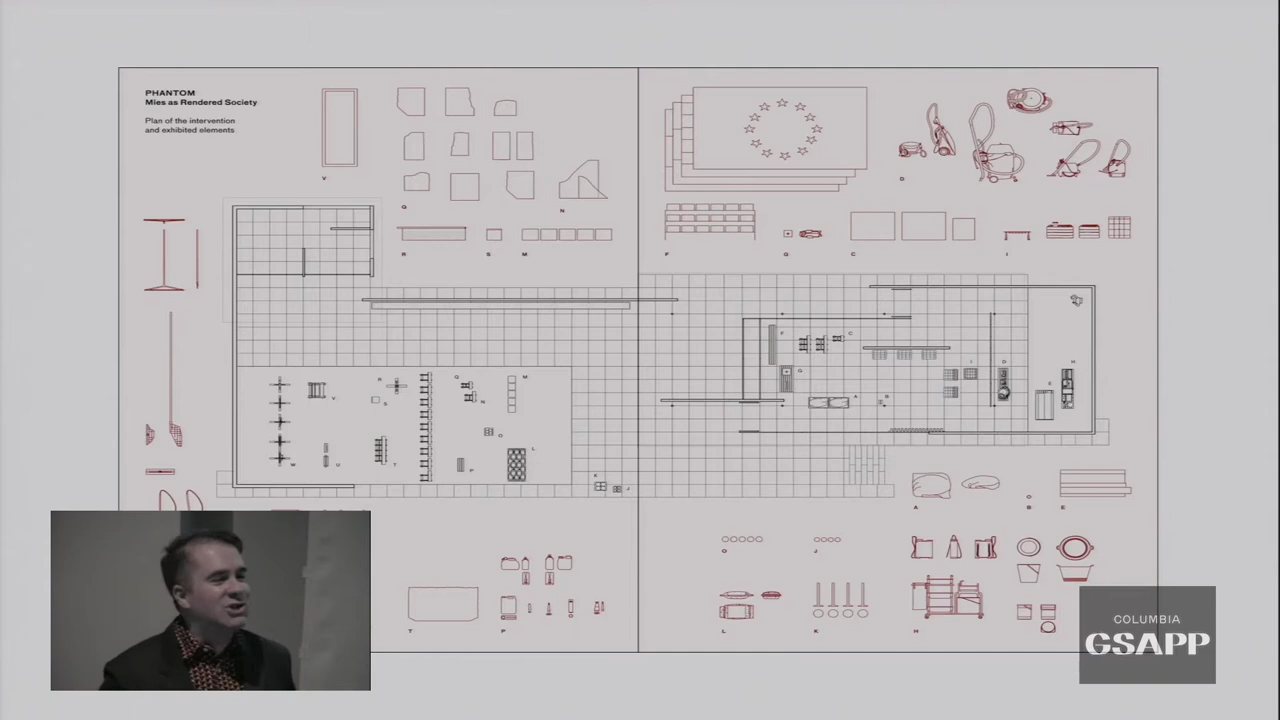 PHANTOM
Mies as Rendered Society
Plan of the intervention
and exhibited elements
V
Q
N
R
S
M
D
F
Q
C
I
A
B
E
T
P
O
J
L
K
H
COLUMBIA
GSAPP